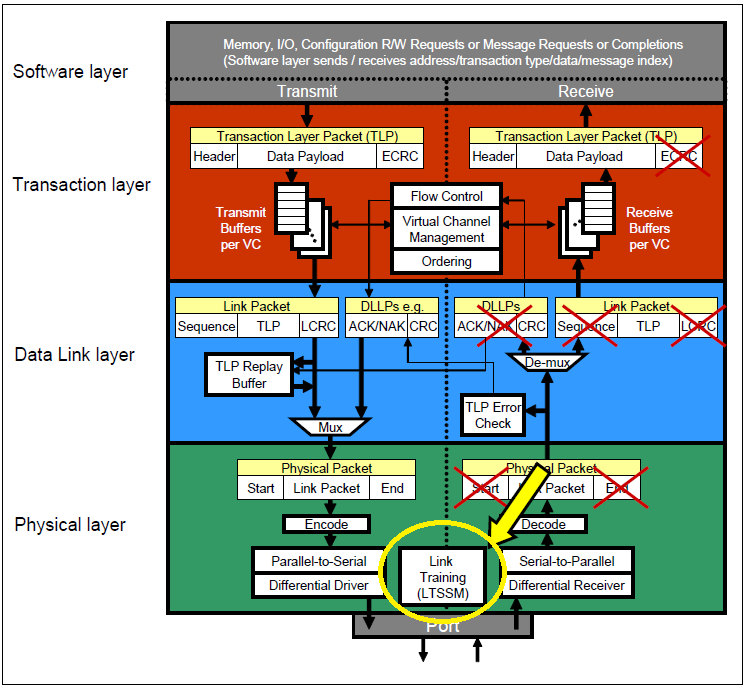 Memory, I/O, Configuration R/W Requests or Message Requests or Completions
(Software layer sends / receives address/transaction type/data/message index)
Software layer
Transmit
Receive
Transaction Layer Packet (TLP)
Header
Data Payload
ECRC
Transaction Layer Packet (TLP)
Header
Data Payload
ECRC
Transaction layer
Transmit
Buffers
per VC
Flow Control
Virtual Channel
Management
Ordering
Receive
Buffers
per VC
Link Packet
Sequence
TLP
LCRC
DLLPs e.g.
ACK/NAK
CRC
DLLPs
ACK/NAK
CRC
Link Packet
Sequence
TLP
LCRC
Data Link layer
TLP Replay
Buffer
De-mux
TLP Error
Check
Mux
Physical Packet
Start
Link Packet
End
Physical Packet
Start
Link Packet
End
Physical layer
Encode
Decode
Parallel-to-Serial
Differential Driver
Link
Training
(LTSSM)
Serial-to-Parallel
Differential Receiver
Port